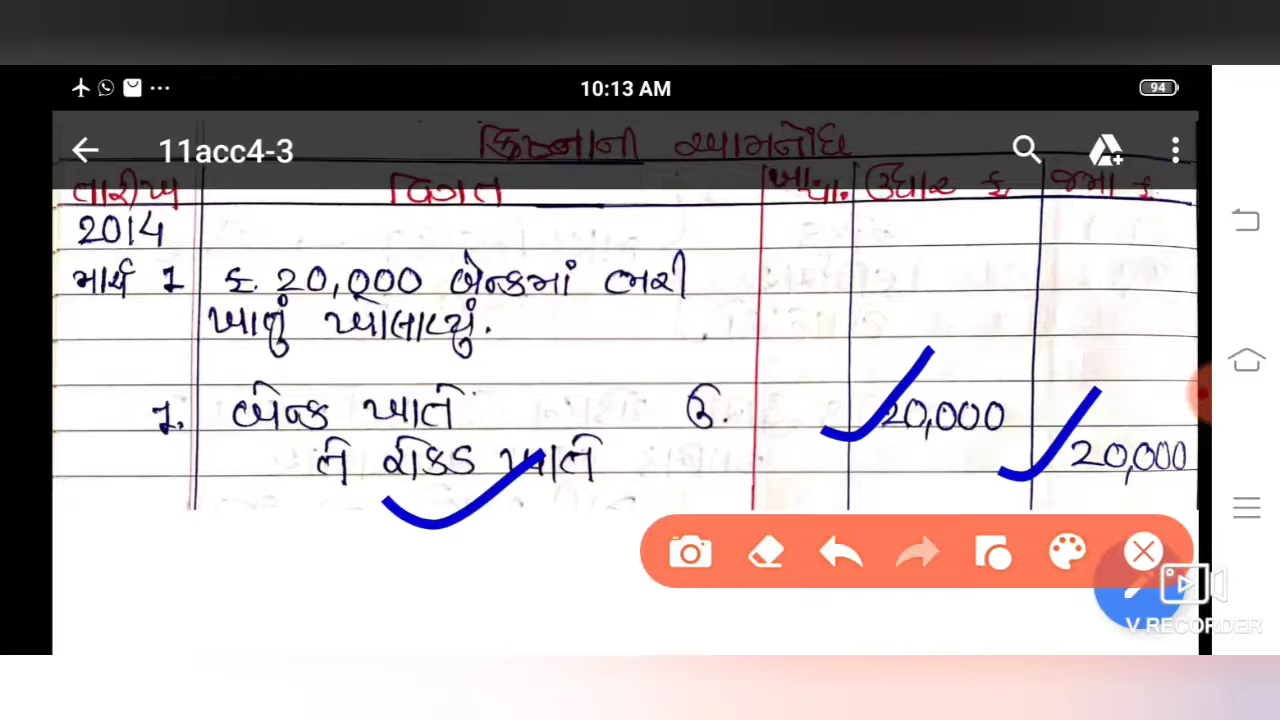 10:13 AM
94
11acc4-3
ક્રિષ્નાની આમનોંધ
તારીખ વિગત ખા. પા. ઉધાર રૂ. જમા રૂ.
2014
માર્ચ 1 રૂ. 20,000 બેન્કમાં ભરી
ખાતું ખોલાવ્યું.
1. બેન્ક ખાતે ઉ. 20,000
તે રોકડ ખાતે 20,000
V RECORDER